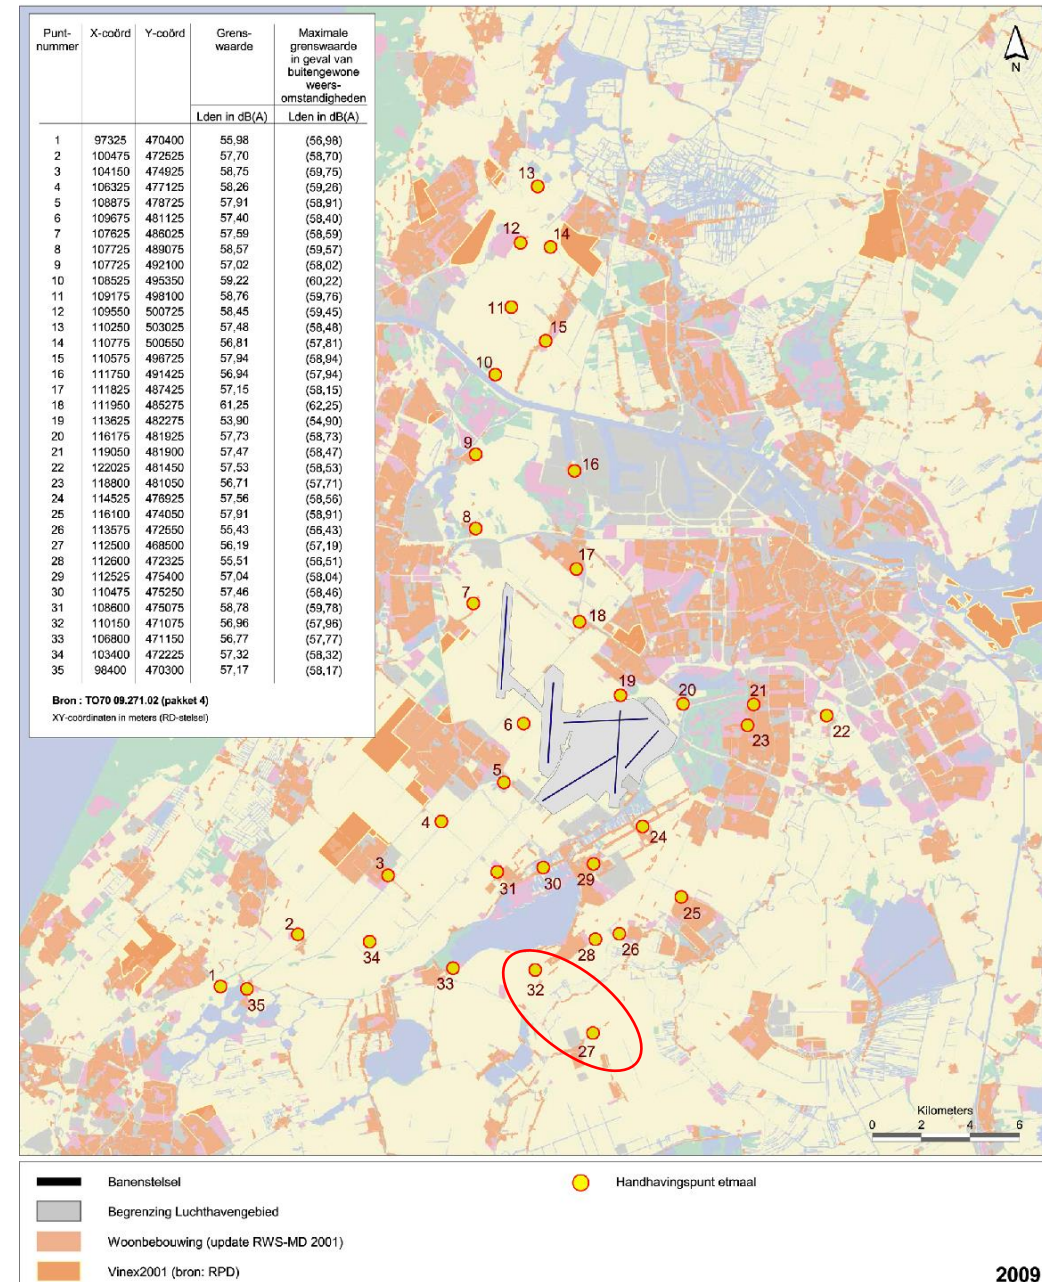 Punt- X-coörd Y-coörd Grens- Maximale
nummer waarde grenswaarde
in geval van
buitengewone
weers-
omstandigheden
Lden in dB(A) Lden in dB(A)
1 97325 470400 55,98 (56,98)
2 100475 472525 57,70 (58,70)
3 104150 474925 58,75 (59,75)
4 106325 477125 58,26 (59,26)
5 108875 478725 57,91 (58,91)
6 109675 481125 57,40 (58,40)
7 107625 486025 57,59 (58,59)
8 107725 489075 58,57 (59,57)
9 107725 492100 57,02 (58,02)
10 108525 495350 59,22 (60,22)
11 109175 498100 58,76 (59,76)
12 109550 500725 58,45 (59,45)
13 110250 503025 57,48 (58,48)
14 110775 500550 56,81 (57,81)
15 110575 496725 57,94 (58,94)
16 111750 491425 56,94 (57,94)
17 111825 487425 57,15 (58,15)
18 111950 485275 61,25 (62,25)
19 113625 482275 53,90 (54,90)
20 116175 481925 57,73 (58,73)
21 119050 481900 57,47 (58,47)
22 122025 481450 57,53 (58,53)
23 118800 481050 56,71 (57,71)
24 114525 476925 57,56 (58,56)
25 116100 474050 57,91 (58,91)
26 113575 472550 55,43 (56,43)
27 112500 468500 56,19 (57,19)
28 112600 472325 55,51 (56,51)
29 112525 475400 57,04 (58,04)
30 110475 475250 57,46 (58,46)
31 108600 475075 58,78 (59,78)
32 110150 471075 56,96 (57,96)
33 106800 471150 56,77 (57,77)
34 103400 472225 57,32 (58,32)
35 98400 470300 57,17 (58,17)
Bron : TO70 09.271.02 (pakket 4)
XY-coördinaten in meters (RD-stelsel)
N
13
12
14
11
15
10
9
16
8
17
7
18
19
20
21
6
22
23
5
4
24
3
31
30
29
25
2
34
28
26
33
32
1
35
27
Kilometers
0 2 4 6
Banenstelsel
Handhavingspunt etmaal
Begrenzing Luchthavengebied
Woonbebouwing (update RWS-MD 2001)
Vinex2001 (bron: RPD)
2009